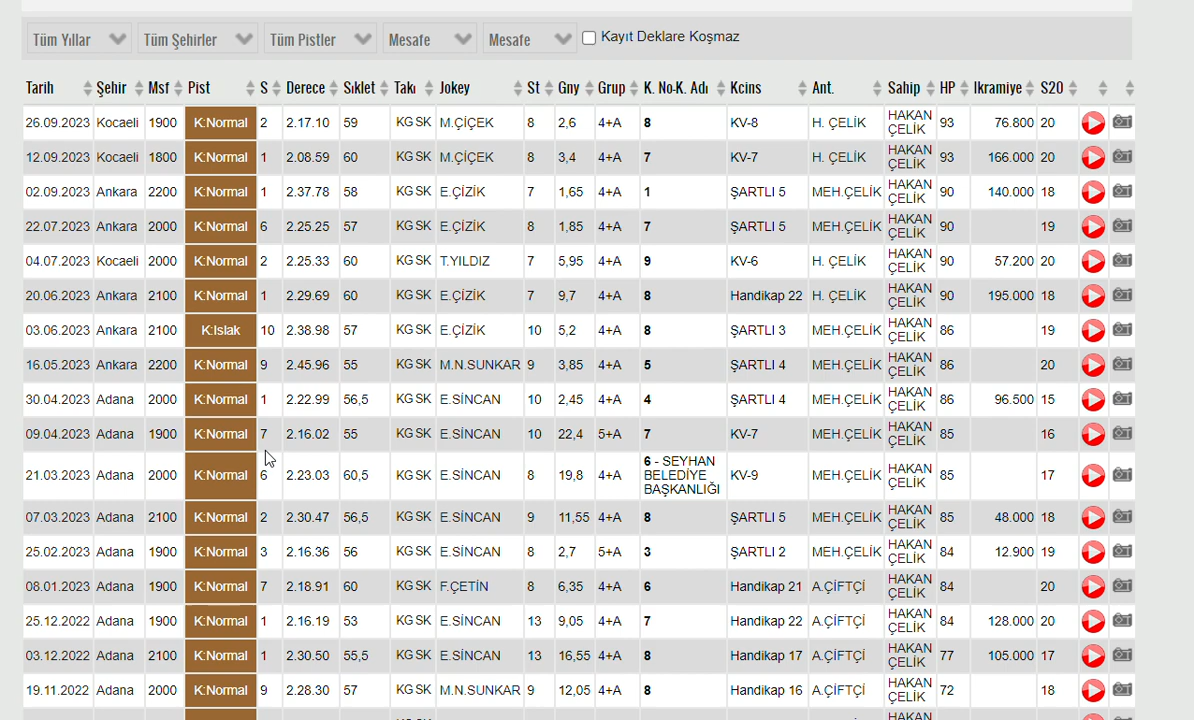 Tüm Yıllar Tüm Şehirler Tüm Pistler Mesafe Mesafe Kayıt Deklare Koşmaz
Tarih Şehir Msf Pist S Derece Sıklet Takı Jokey St Gny Grup K. No-K. Adı Kcins Ant. Sahip HP Ikramiye S20
26.09.2023 Kocaeli 1900 K:Normal 2 2.17.10 59 KG SK M.ÇİÇEK 8 2,6 4+A 8 KV-8 H. ÇELİK HAKAN ÇELİK 93 76.800 20
12.09.2023 Kocaeli 1800 K:Normal 1 2.08.59 60 KG SK M.ÇİÇEK 8 3,4 4+A 7 KV-7 H. ÇELİK HAKAN ÇELİK 93 166.000 20
02.09.2023 Ankara 2200 K:Normal 1 2.37.78 58 KG SK E.ÇİZİK 7 1,65 4+A 1 ŞARTLI 5 MEH.ÇELİK HAKAN ÇELİK 90 140.000 18
22.07.2023 Ankara 2000 K:Normal 6 2.25.25 57 KG SK E.ÇİZİK 8 1,85 4+A 7 ŞARTLI 5 MEH.ÇELİK HAKAN ÇELİK 90 19
04.07.2023 Kocaeli 2000 K:Normal 2 2.25.33 60 KG SK T.YILDIZ 7 5,95 4+A 9 KV-6 H. ÇELİK HAKAN ÇELİK 90 57.200 20
20.06.2023 Ankara 2100 K:Normal 1 2.29.69 60 KG SK E.ÇİZİK 7 9,7 4+A 8 Handikap 22 H. ÇELİK HAKAN ÇELİK 90 195.000 18
03.06.2023 Ankara 2100 K:Islak 10 2.38.98 57 KG SK E.ÇİZİK 10 5,2 4+A 8 ŞARTLI 3 MEH.ÇELİK HAKAN ÇELİK 86 19
16.05.2023 Ankara 2200 K:Normal 9 2.45.96 55 KG SK M.N.SUNKAR 9 3,85 4+A 5 ŞARTLI 4 MEH.ÇELİK HAKAN ÇELİK 86 20
30.04.2023 Adana 2000 K:Normal 1 2.22.99 56,5 KG SK E.SİNCAN 10 2,45 4+A 4 ŞARTLI 4 MEH.ÇELİK HAKAN ÇELİK 86 96.500 15
09.04.2023 Adana 1900 K:Normal 7 2.16.02 55 KG SK E.SİNCAN 10 22,4 5+A 7 KV-7 MEH.ÇELİK HAKAN ÇELİK 85 16
21.03.2023 Adana 2000 K:Normal 6 2.23.03 60,5 KG SK E.SİNCAN 8 19,8 4+A 6 - SEYHAN BELEDİYE BAŞKANLIĞI KV-9 MEH.ÇELİK HAKAN ÇELİK 85 17
07.03.2023 Adana 2100 K:Normal 2 2.30.47 56,5 KG SK E.SİNCAN 9 11,55 4+A 8 ŞARTLI 5 MEH.ÇELİK HAKAN ÇELİK 85 48.000 18
25.02.2023 Adana 1900 K:Normal 3 2.16.36 56 KG SK E.SİNCAN 8 2,7 5+A 3 ŞARTLI 2 MEH.ÇELİK HAKAN ÇELİK 84 12.900 19
08.01.2023 Adana 1900 K:Normal 7 2.18.91 60 KG SK F.ÇETİN 8 6,35 4+A 6 Handikap 21 A.ÇİFTÇİ HAKAN ÇELİK 84 20
25.12.2022 Adana 1900 K:Normal 1 2.16.19 53 KG SK E.SİNCAN 13 9,05 4+A 7 Handikap 22 A.ÇİFTÇİ HAKAN ÇELİK 84 128.000 20
03.12.2022 Adana 2100 K:Normal 1 2.30.50 55,5 KG SK E.SİNCAN 13 16,55 4+A 8 Handikap 17 A.ÇİFTÇİ HAKAN ÇELİK 77 105.000 17
19.11.2022 Adana 2000 K:Normal 9 2.28.30 57 KG SK M.N.SUNKAR 9 12,05 4+A 8 Handikap 16 A.ÇİFTÇİ HAKAN ÇELİK 72 18
HAKAN